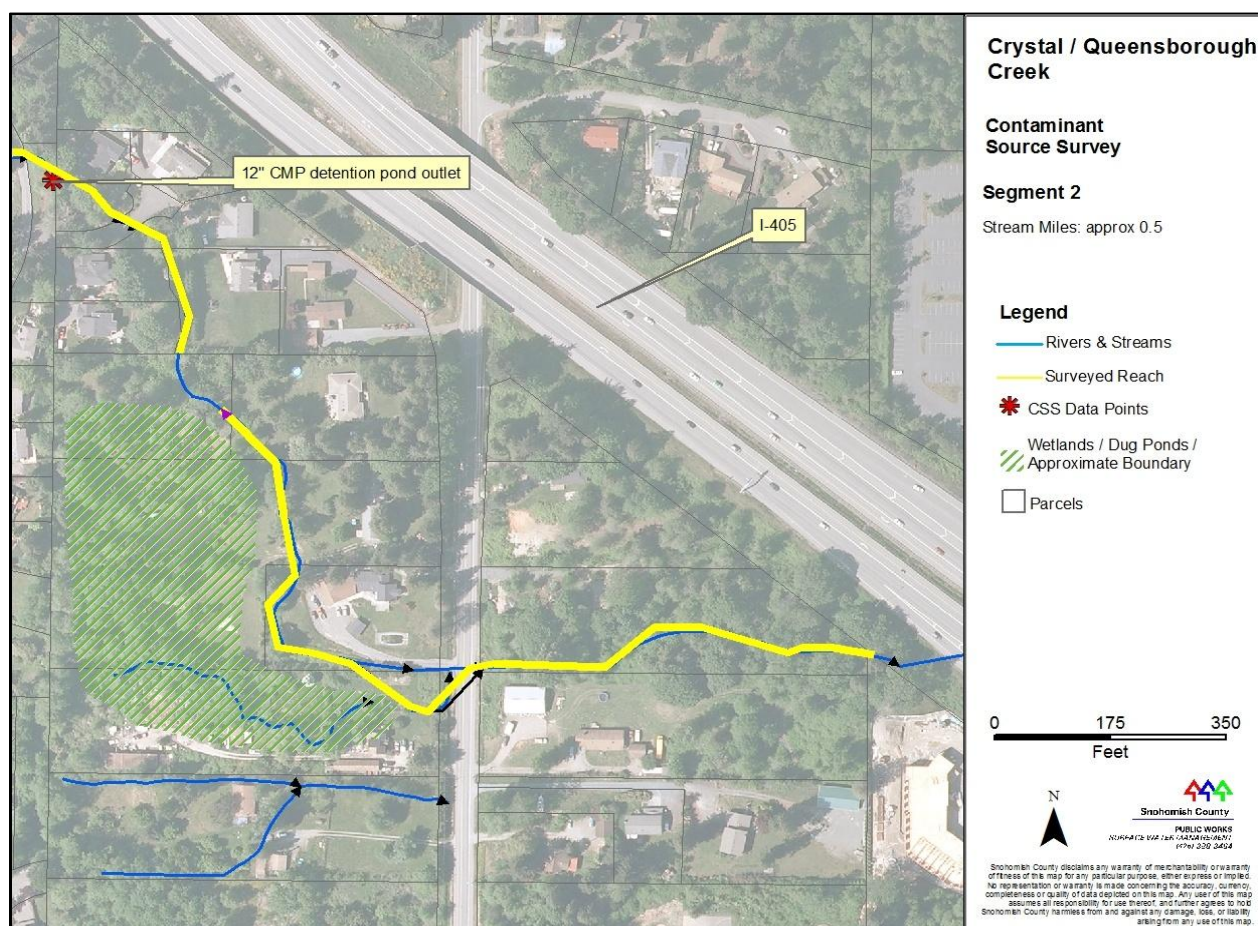 Crystal / Queensborough
Creek
Contaminant
Source Survey
Segment 2
Stream Miles: approx 0.5
12" CMP detention pond outlet
I-405
Legend
Rivers & Streams
Surveyed Reach
CSS Data Points
Wetlands / Dug Ponds /
Approximate Boundary
Parcels
0 175 350
Feet
N
Snohomish County
PUBLIC WORKS
SURFACE WATER MANAGEMENT
Snohomish County disclaims any warranty of merchantability or warranty
of fitness of this map for any particular purpose, either express or implied.
No representation or warranty is made concerning the accuracy, currency,
completeness or quality of data depicted on this map. Any user of this map
assumes all responsibility for use thereof, and further agrees to hold
Snohomish County harmless from and against any damage, loss, or liability
arising from any use of this map.